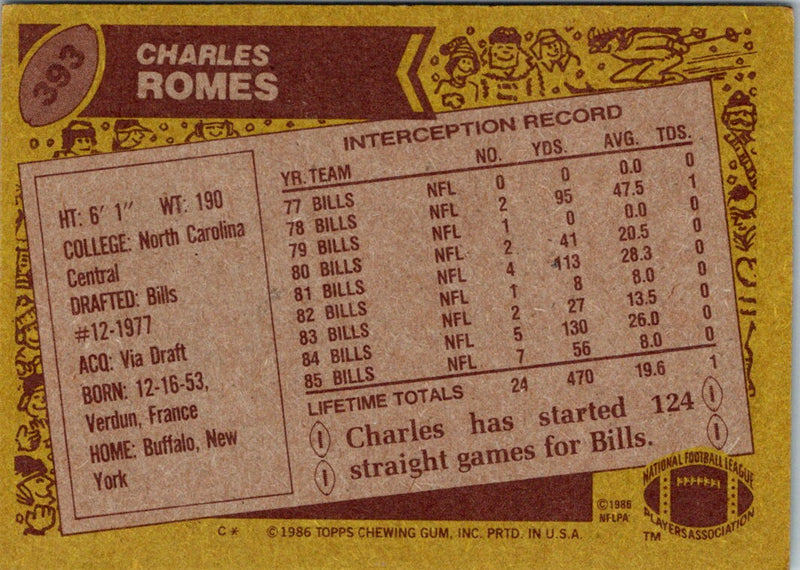 393
CHARLES
ROMES
HT: 6' 1" WT: 190
COLLEGE: North Carolina
Central
DRAFTED: Bills
#12-1977
ACQ: Via Draft
BORN: 12-16-53,
Verdun, France
HOME: Buffalo, New
York
INTERCEPTION RECORD
YR. TEAM NO. YDS. AVG. TDS.
77 BILLS NFL 0 0 0.0 0
78 BILLS NFL 2 95 47.5 1
79 BILLS NFL 1 0 0.0 0
80 BILLS NFL 2 41 20.5 0
81 BILLS NFL 4 113 28.3 0
82 BILLS NFL 1 8 8.0 0
83 BILLS NFL 2 27 13.5 0
84 BILLS NFL 5 130 26.0 0
85 BILLS NFL 7 56 8.0 0
LIFETIME TOTALS 24 470 19.6 1
Charles has started 124
straight games for Bills.
NATIONAL FOOTBALL LEAGUE
PLAYERS ASSOCIATION
TM
©1986
NFLPA
C* ©1986 TOPPS CHEWING GUM, INC. PRTD. IN U.S.A.